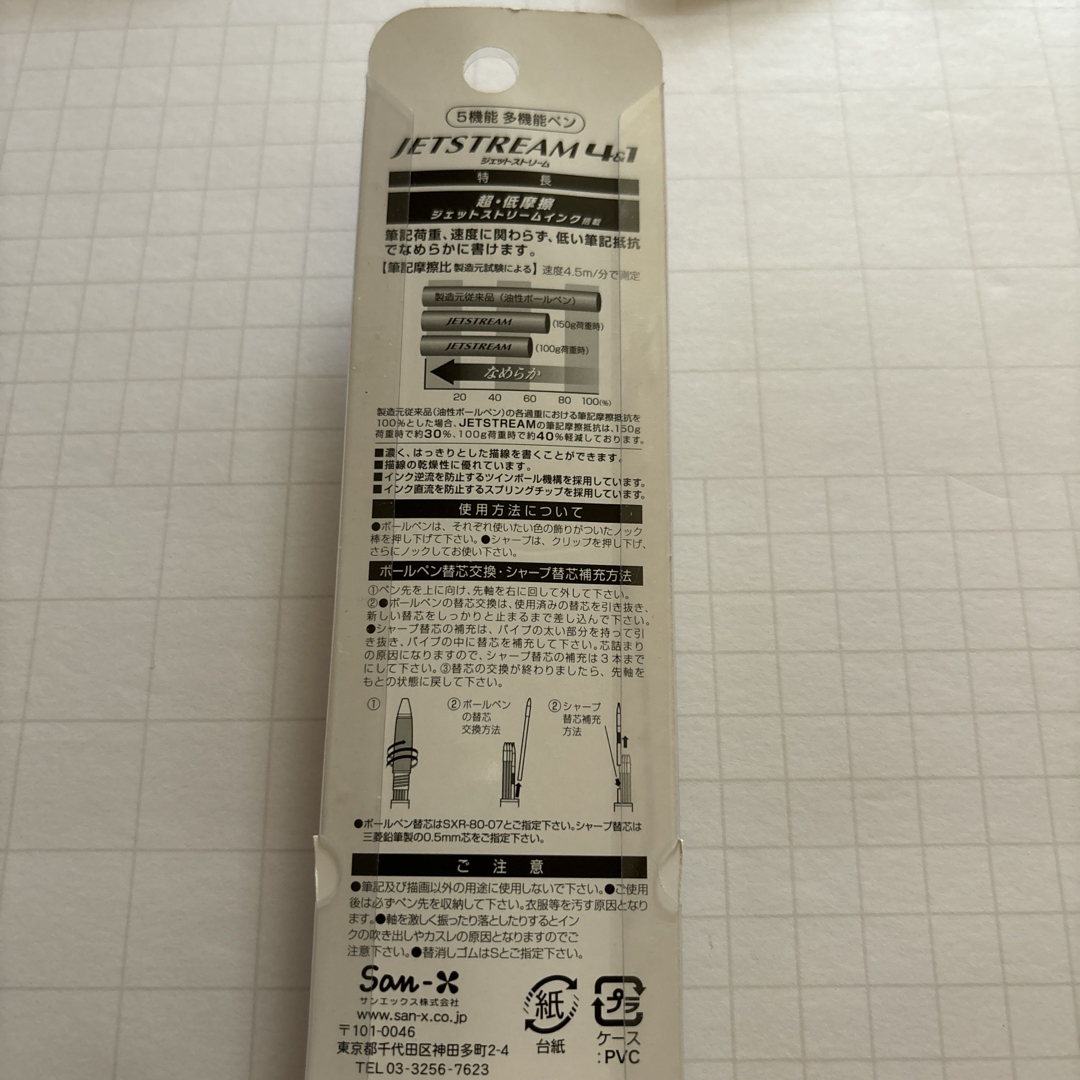 5機能 多機能ペン
JETSTREAM 4&1
ジェットストリーム
特 長
超・低摩擦
ジェットストリームインク搭載
筆記荷重、速度に関わらず、低い筆記抵抗
でなめらかに書けます。
【筆記摩擦比 製造元試験による】速度4.5m/分で測定
製造元従来品(油性ボールペン)
JETSTREAM (150g荷重時)
JETSTREAM (100g荷重時)
なめらか
20 40 60 80 100(%)
製造元従来品(油性ボールペン)の各過重における筆記摩擦抵抗を
100%とした場合、JETSTREAMの筆記摩擦抵抗は、150g
荷重時で約30%、100g荷重時で約40%軽減しております。
■濃く、はっきりとした描線を書くことができます。
■描線の乾燥性に優れています。
■インク逆流を防止するツインボール機構を採用しています。
■インク直流を防止するスプリングチップを採用しています。
使用方法について
●ボールペンは、それぞれ使いたい色の飾りがついたノック
棒を押し下げて下さい。●シャープは、クリップを押し下げ、
さらにノックしてお使い下さい。
ボールペン替芯交換・シャープ替芯補充方法
①ペン先を上に向け、先軸を右に回して外して下さい。
②●ボールペンの替芯交換は、使用済みの替芯を引き抜き、
新しい替芯をしっかりと止まるまで差し込んで下さい。
●シャープ替芯の補充は、パイプの太い部分を持って引
き抜き、パイプの中に替芯を補充して下さい。芯詰まり
の原因になりますので、シャープ替芯の補充は3本まで
にして下さい。③替芯の交換が終わりましたら、先軸を
もとの状態に戻して下さい。
①
②ボールペン
の替芯
交換方法
②シャープ
替芯補充
方法
●ボールペン替芯はSXR-80-07とご指定下さい。シャープ替芯は
三菱鉛筆製の0.5mm芯をご指定下さい。
ご 注 意
●筆記及び描画以外の用途に使用しないで下さい。●ご使用
後は必ずペン先を収納して下さい。衣服等を汚す原因となり
ます。●軸を激しく振ったり落としたりするとイン
クの吹き出しやカスレの原因となりますのでご
注意下さい。●替消しゴムはSとご指定下さい。
San-X
サンエックス株式会社
www.san-x.co.jp
〒101-0046
東京都千代田区神田多町2-4
TEL 03-3256-7623
紙
台紙
プラ
ケース
:PVC